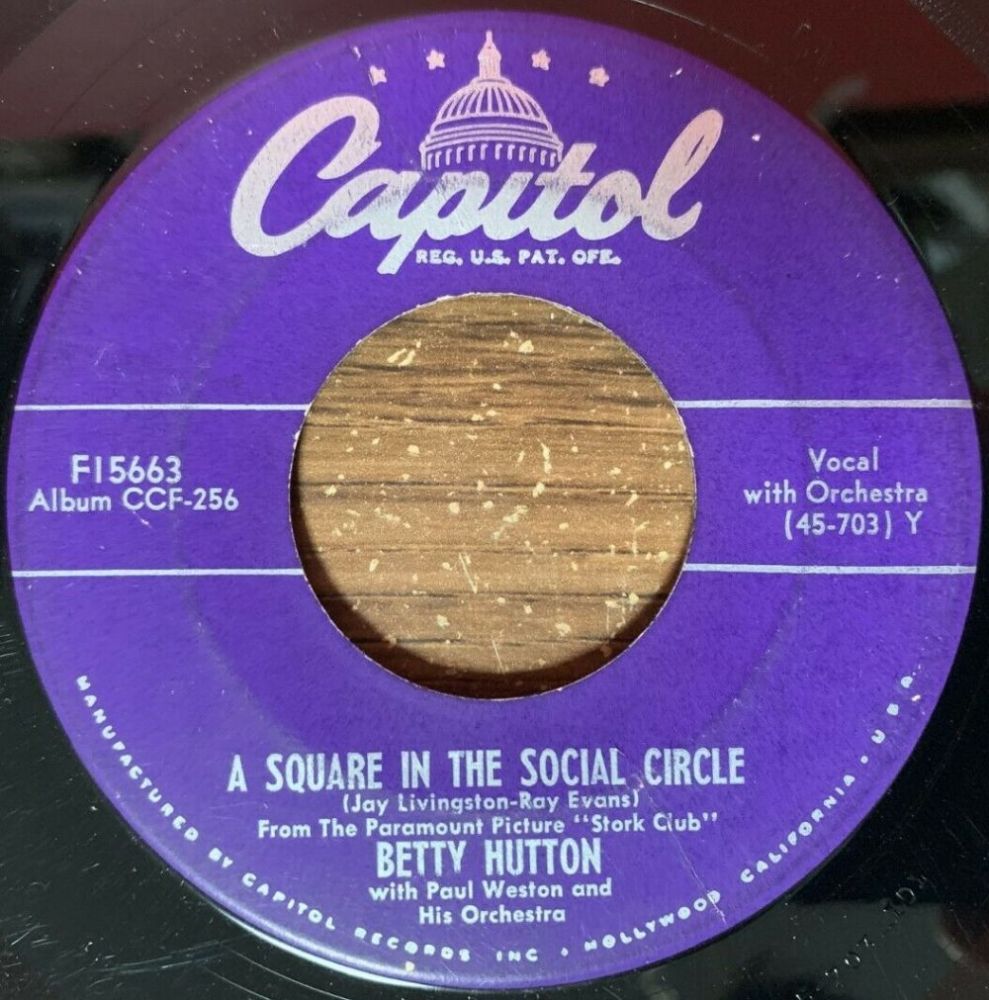 Capitol
REG. U.S. PAT. OFF.
F15663
Album CCF-256
Vocal
with Orchestra
(45-703) Y
A SQUARE IN THE SOCIAL CIRCLE
(Jay Livingston-Ray Evans)
From The Paramount Picture "Stork Club"
BETTY HUTTON
with Paul Weston and
His Orchestra
MANUFACTURED BY CAPITOL RECORDS INC • HOLLYWOOD CALIFORNIA • U.S.A.